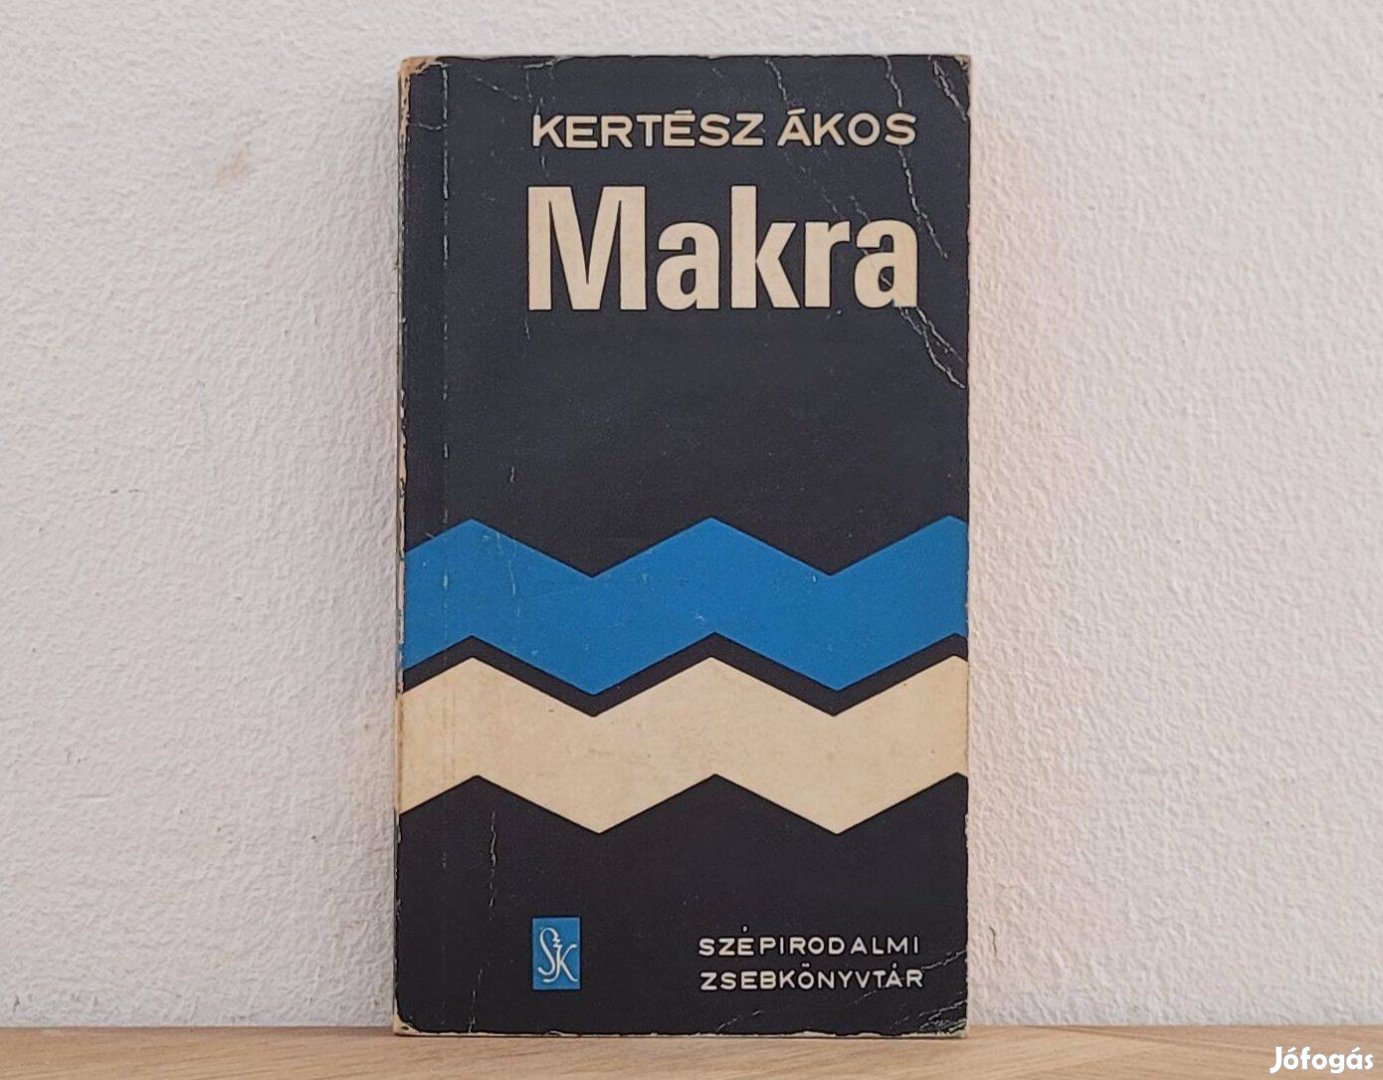 KERTÉSZ ÁKOS
Makra
SzK
SZÉPIRODALMI
ZSEBKÖNYVTÁR
Jófogás